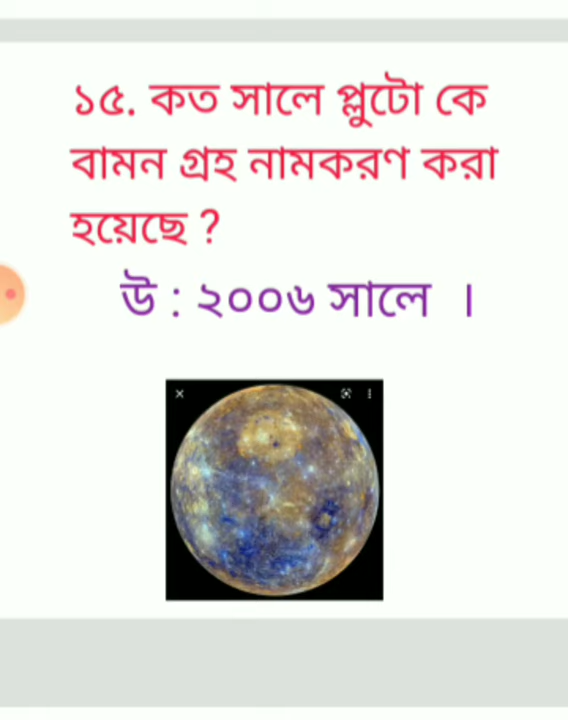 ১৫. কত সালে প্লুটো কে
বামন গ্রহ নামকরণ করা
হয়েছে ?
উ : ২০০৬ সালে ।